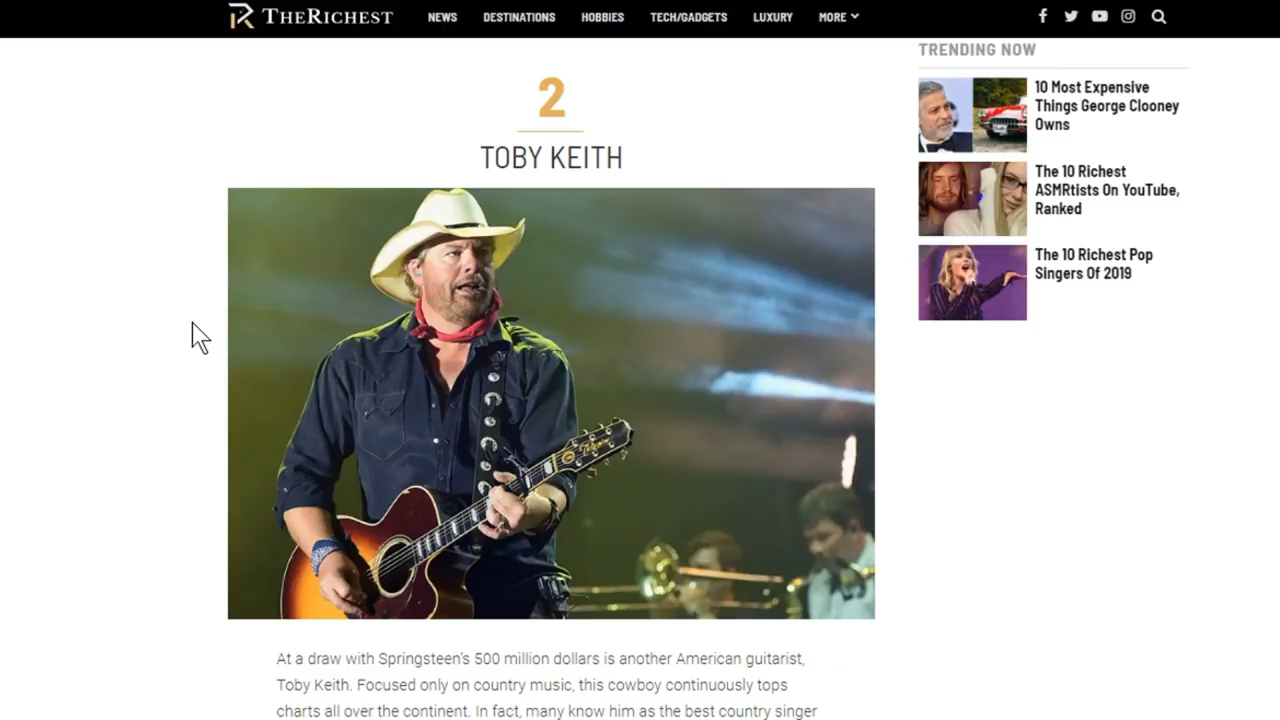 THERICHEST
NEWS DESTINATIONS HOBBIES TECH/GADGETS LUXURY MORE
TRENDING NOW
10 Most Expensive
Things George Clooney
Owns
The 10 Richest
ASMRtists On YouTube,
Ranked
The 10 Richest Pop
Singers Of 2019
2
TOBY KEITH
At a draw with Springsteen's 500 million dollars is another American guitarist,
Toby Keith. Focused only on country music, this cowboy continuously tops
charts all over the continent. In fact, many know him as the best country singer